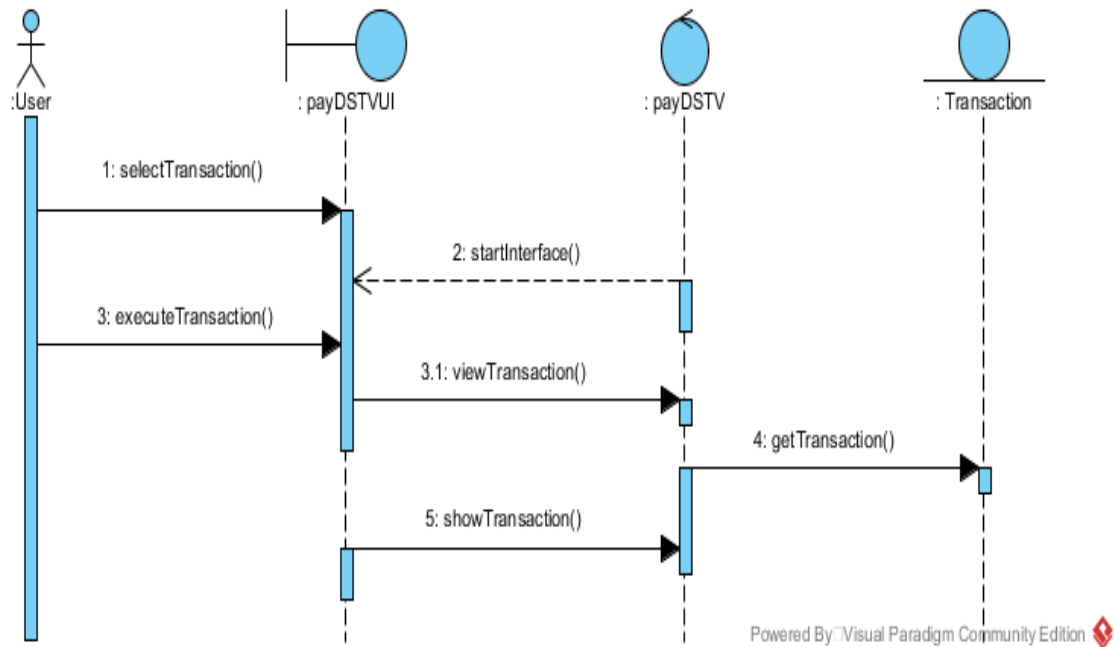 :User
: payDSTVUI
: payDSTV
: Transaction
1: selectTransaction()
2: startInterface()
3: executeTransaction()
3.1: viewTransaction()
4: getTransaction()
5: showTransaction()
Powered By Visual Paradigm Community Edition